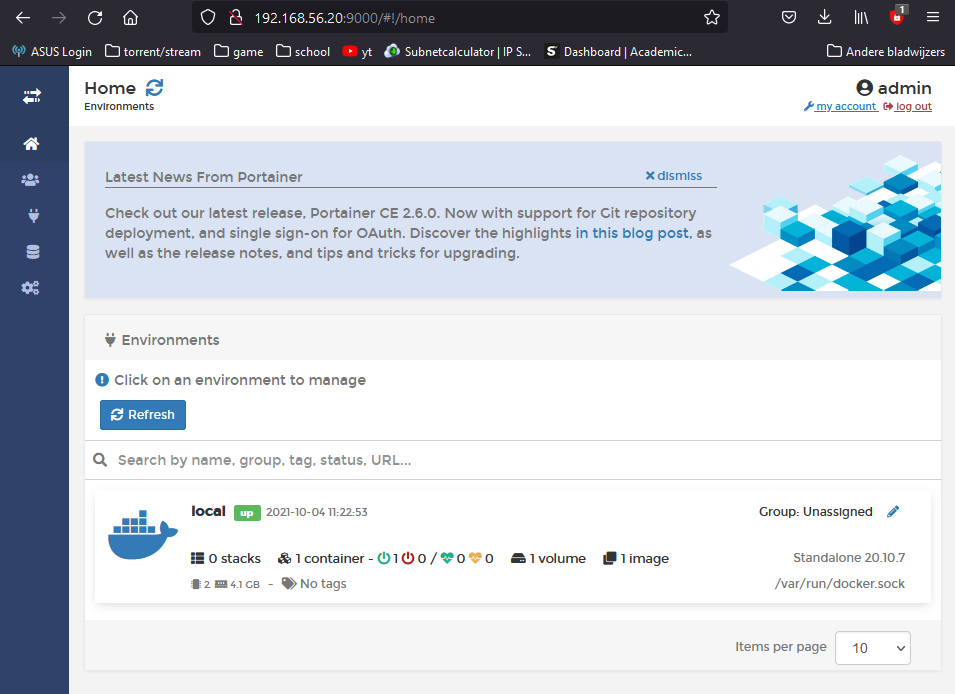 192.168.56.20:9000/#!/home
1
ASUS Login torrent/stream game school yt Subnetcalculator | IP S... S Dashboard | Academic... Andere bladwijzers
Home
Environments
admin
my account log out
Latest News From Portainer
dismiss
Check out our latest release, Portainer CE 2.6.0. Now with support for Git repository
deployment, and single sign-on for OAuth. Discover the highlights in this blog post, as
well as the release notes, and tips and tricks for upgrading.
Environments
Click on an environment to manage
Refresh
Search by name, group, tag, status, URL...
local up 2021-10-04 11:22:53 Group: Unassigned
0 stacks 1 container - 1 0 / 0 0 1 volume 1 image Standalone 20.10.7
2 4.1 GB - No tags /var/run/docker.sock
Items per page 10